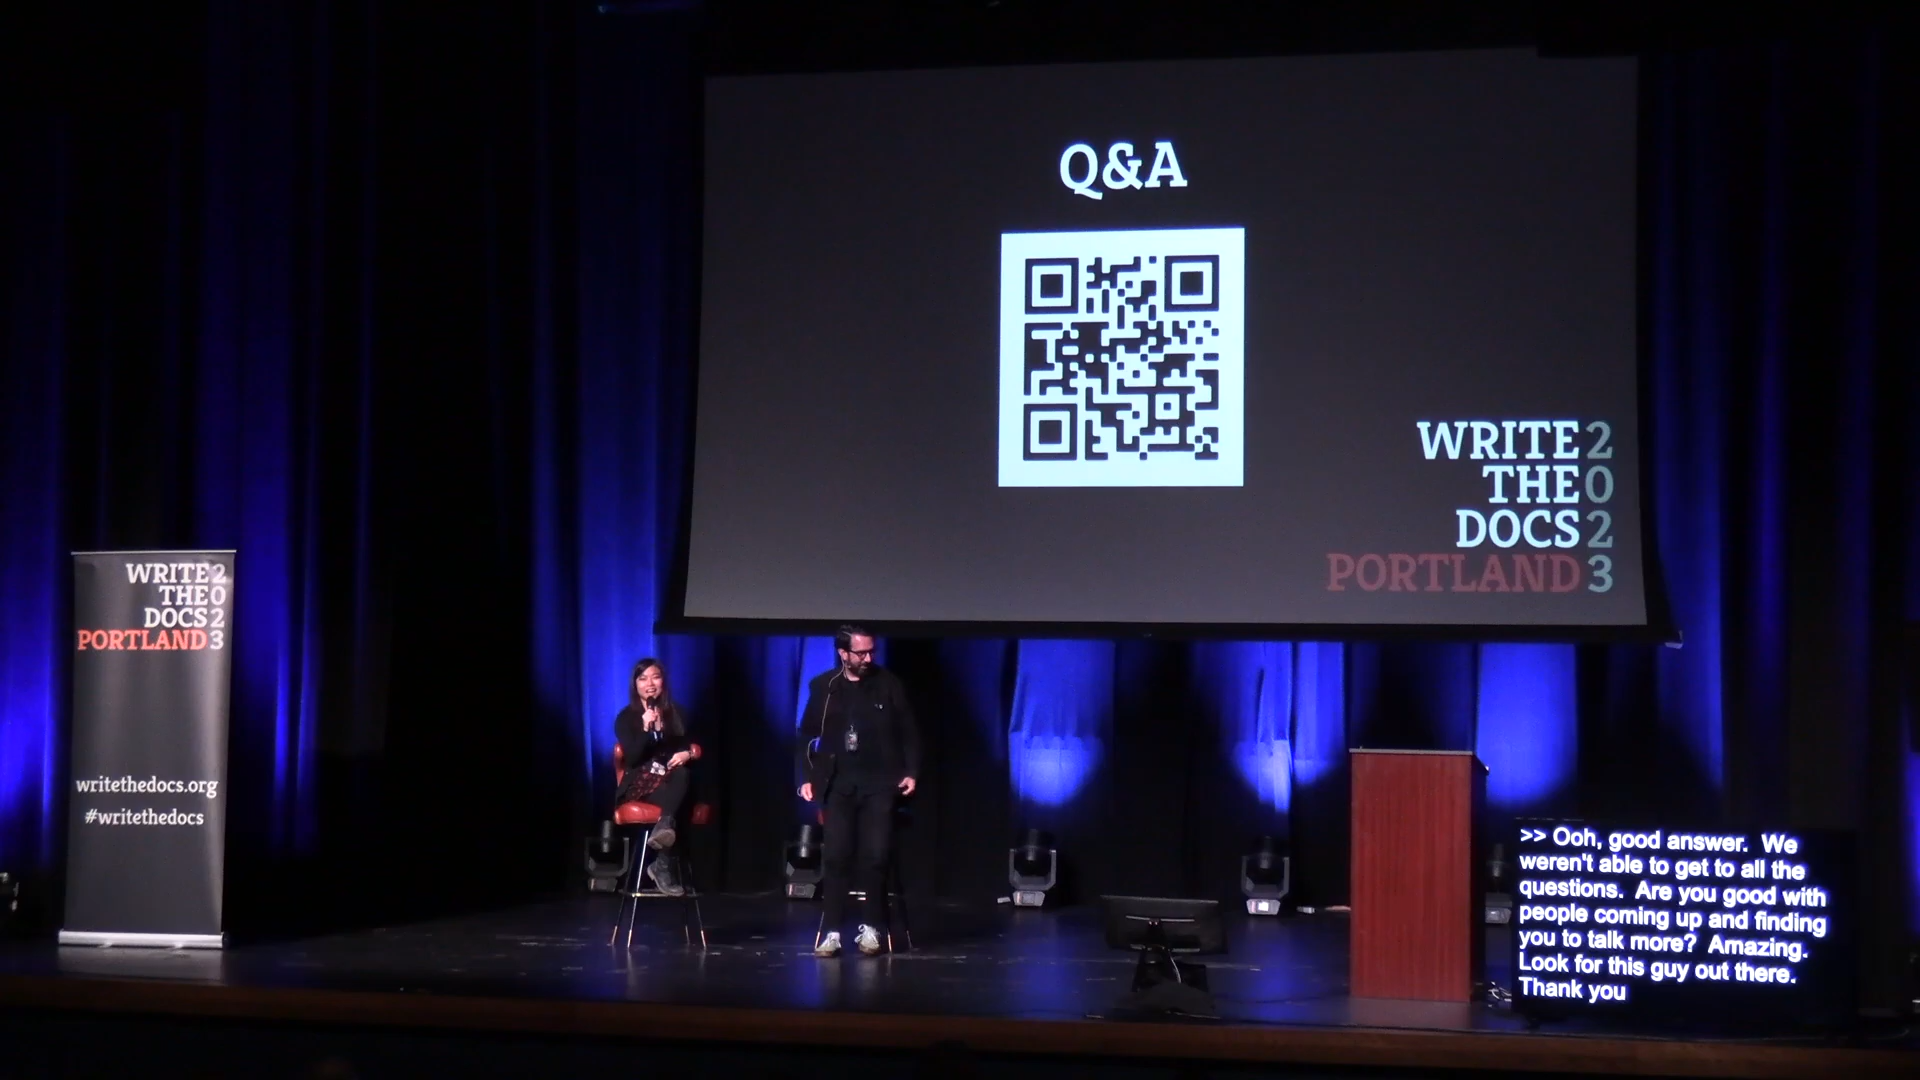 Q&A
WRITE 2
THE 0
DOCS 2
PORTLAND 3
WRITE 2
THE 0
DOCS 2
PORTLAND 3
writethedocs.org
#writethedocs
>> Ooh, good answer. We
weren't able to get to all the
questions. Are you good with
people coming up and finding
you to talk more? Amazing.
Look for this guy out there.
Thank you